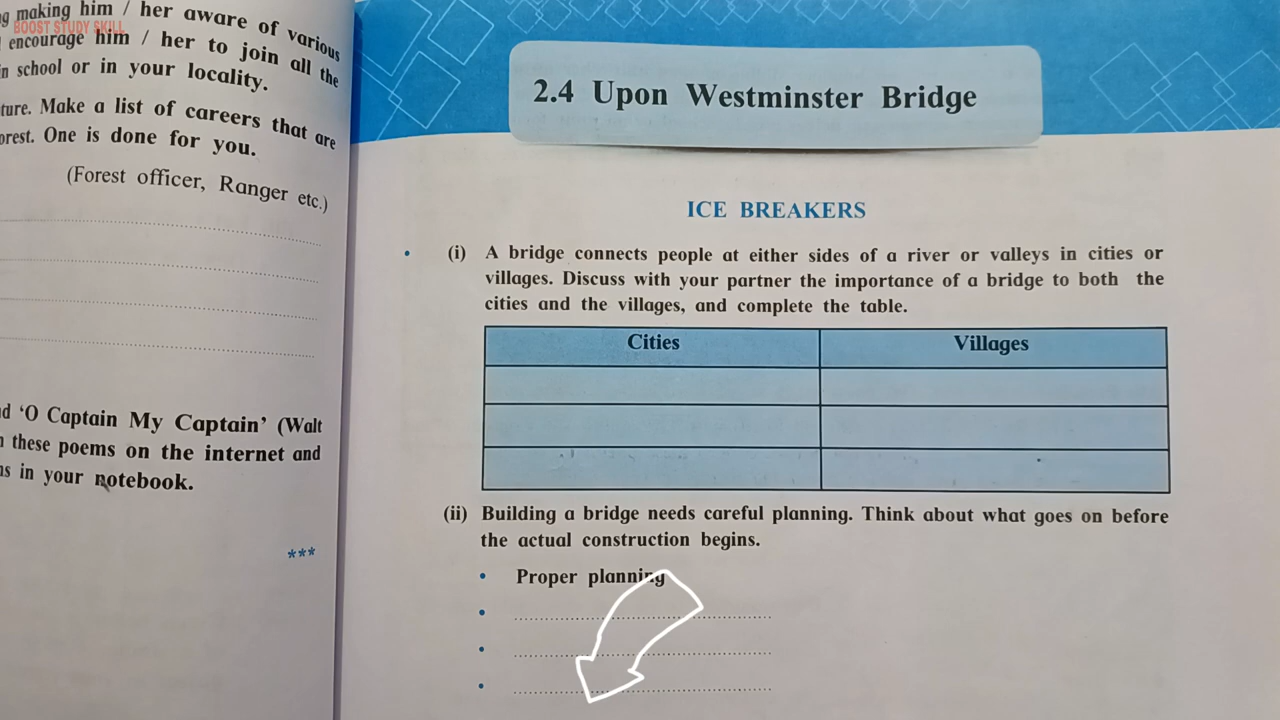 g making him / her aware of various
BOOST STUDY SKILL
encourage him / her to join all the
n school or in your locality.
ture. Make a list of careers that are
orest. One is done for you.
(Forest officer, Ranger etc.)
d ‘O Captain My Captain’ (Walt
these poems on the internet and
ns in your notebook.
***
2.4 Upon Westminster Bridge
ICE BREAKERS
• (i) A bridge connects people at either sides of a river or valleys in cities or
villages. Discuss with your partner the importance of a bridge to both the
cities and the villages, and complete the table.
Cities Villages
(ii) Building a bridge needs careful planning. Think about what goes on before
the actual construction begins.
• Proper planning
• ........................................
• ........................................
• ........................................